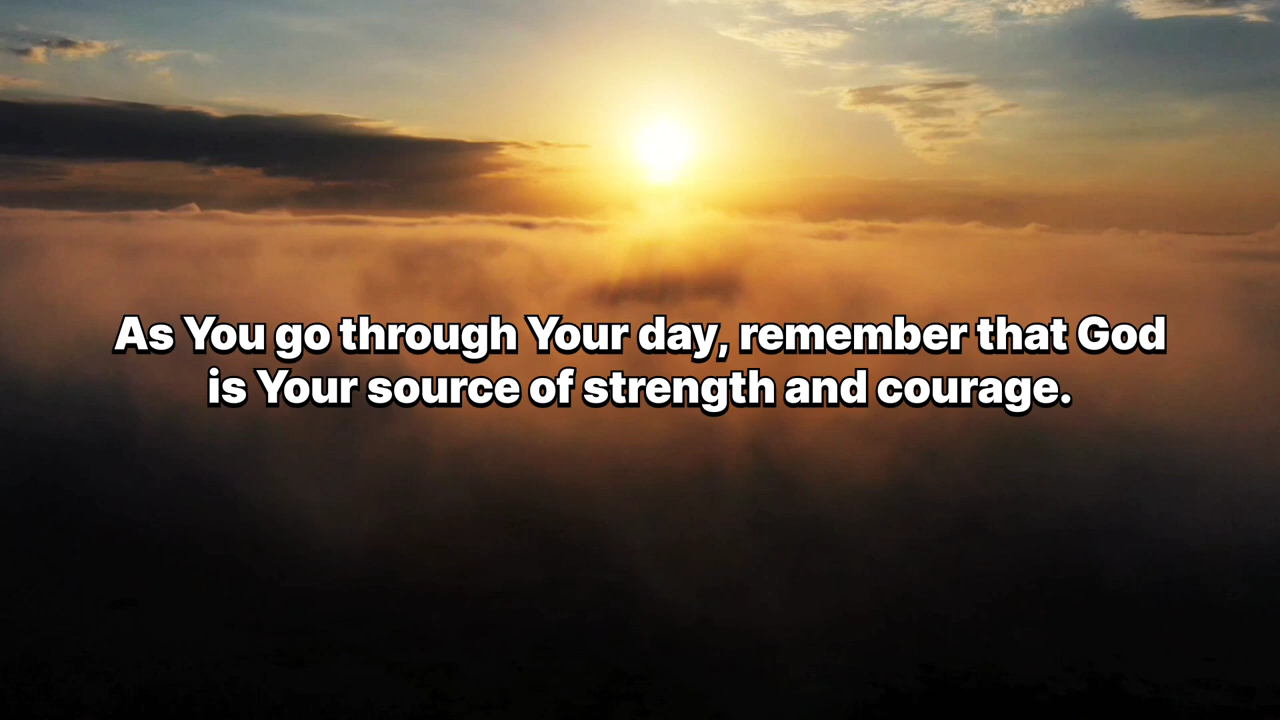 As You go through Your day, remember that God
is Your source of strength and courage.